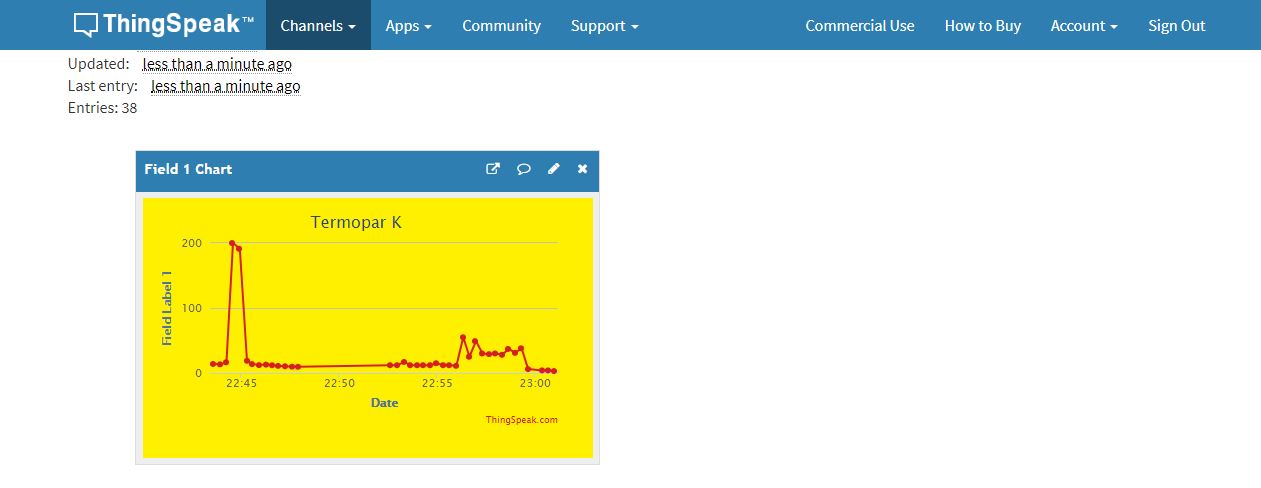 ThingSpeak™ Channels Apps Community Support Commercial Use How to Buy Account Sign Out
Updated: less than a minute ago
Last entry: less than a minute ago
Entries: 38
Field 1 Chart
Termopar K
Field Label 1
200
100
0
22:45 22:50 22:55 23:00
Date
ThingSpeak.com